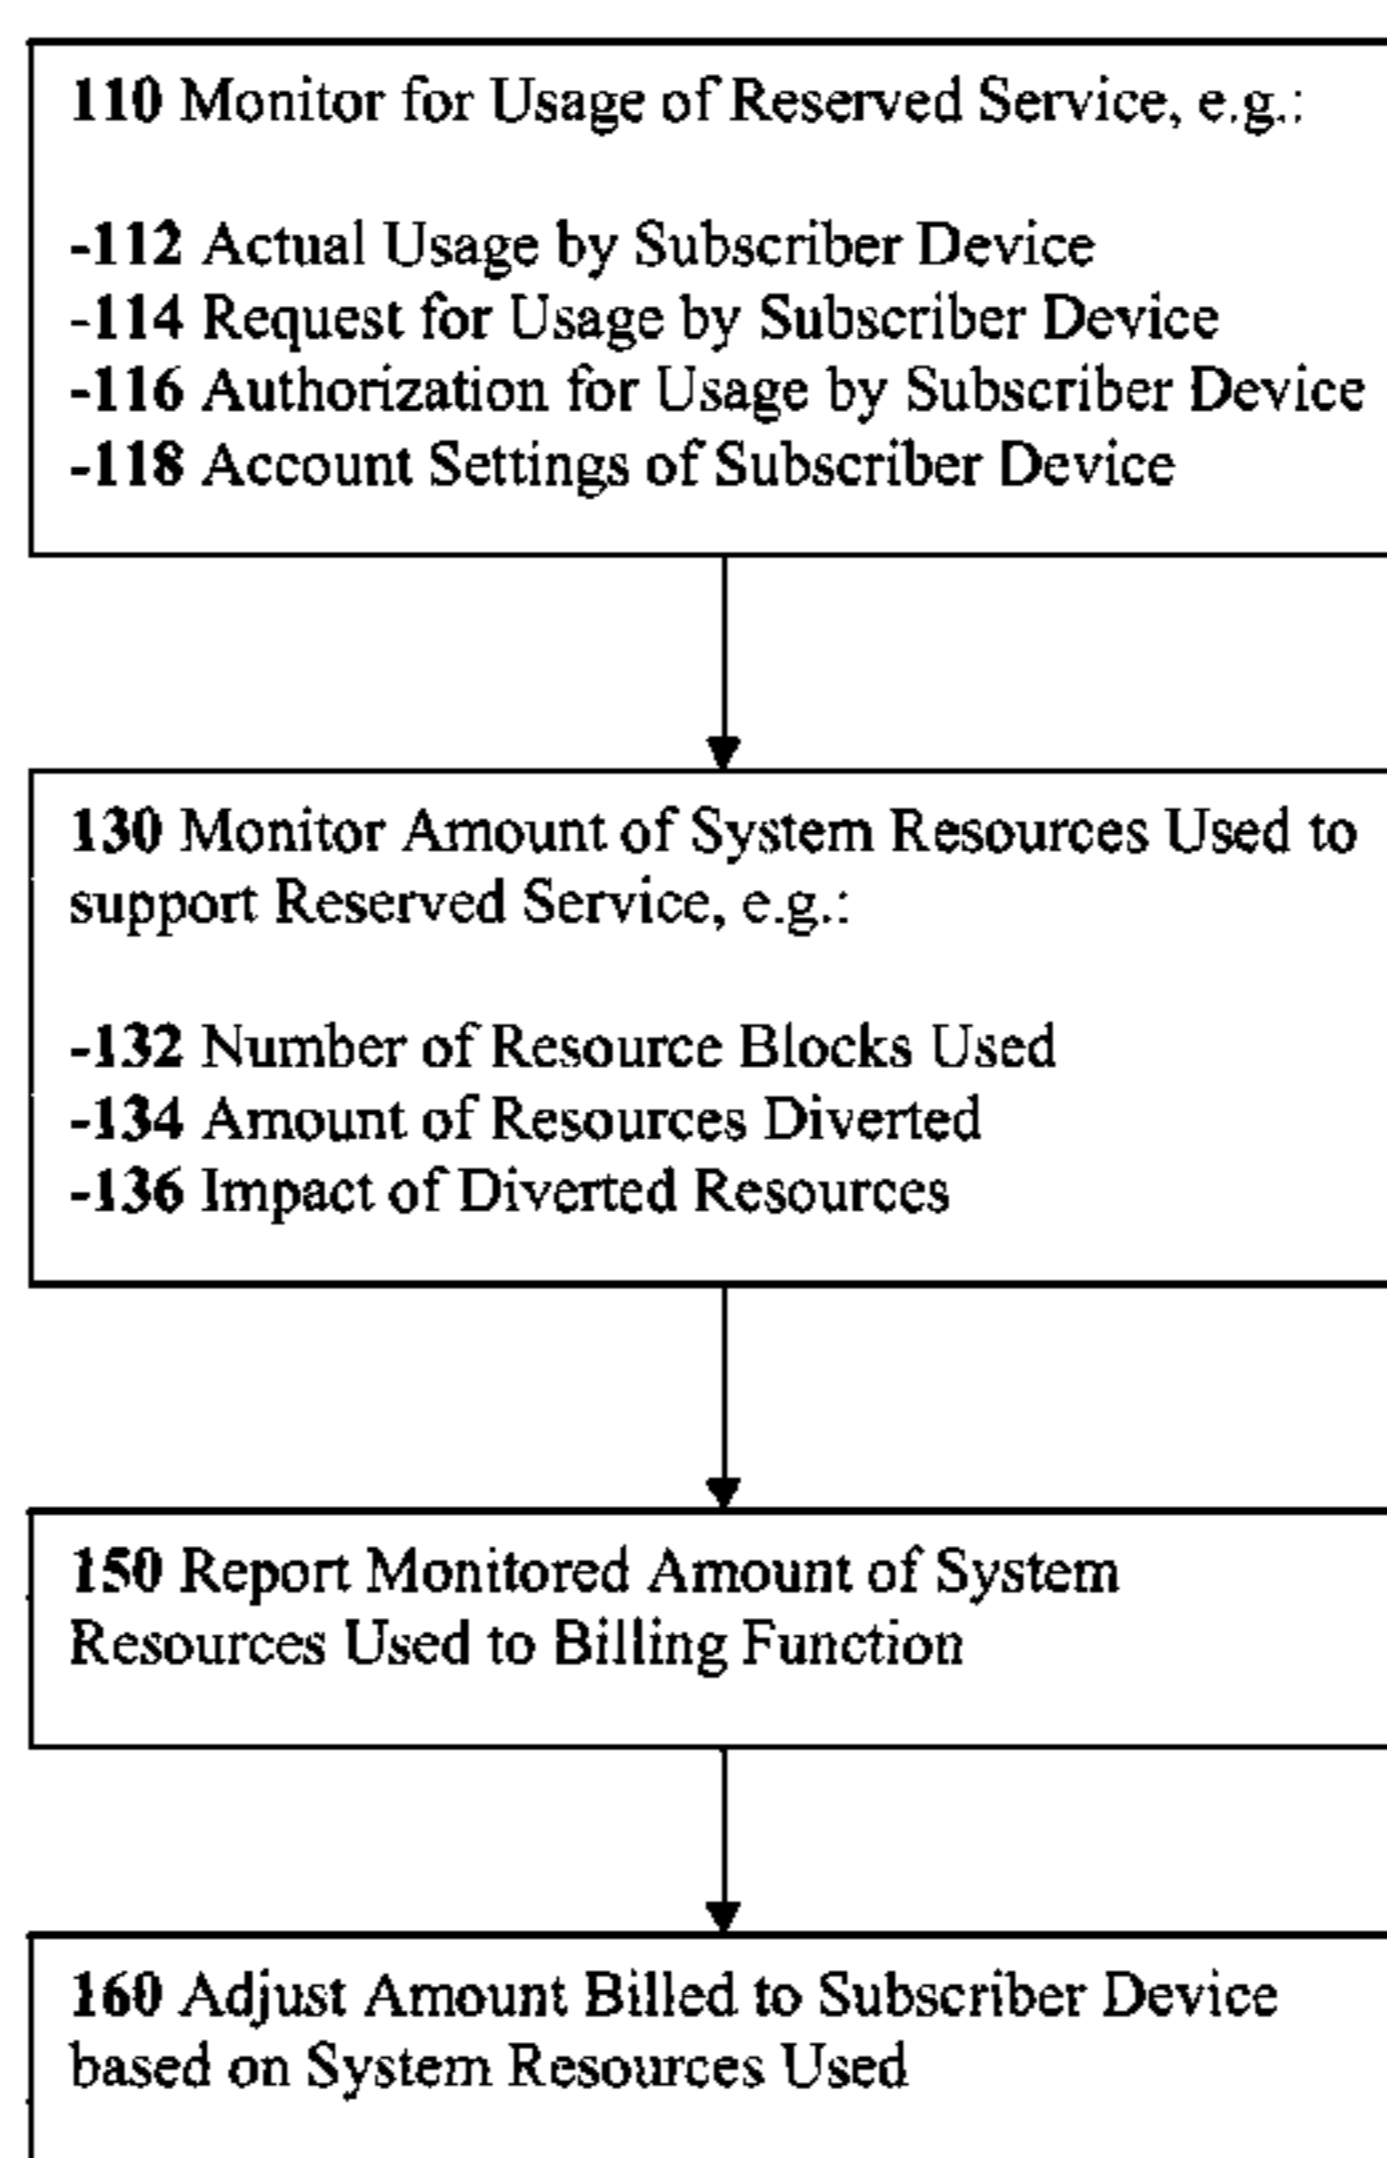 110 Monitor for Usage of Reserved Service, e.g.:
-112 Actual Usage by Subscriber Device
-114 Request for Usage by Subscriber Device
-116 Authorization for Usage by Subscriber Device
-118 Account Settings of Subscriber Device
130 Monitor Amount of System Resources Used to
support Reserved Service, e.g.:
-132 Number of Resource Blocks Used
-134 Amount of Resources Diverted
-136 Impact of Diverted Resources
150 Report Monitored Amount of System
Resources Used to Billing Function
160 Adjust Amount Billed to Subscriber Device
based on System Resources Used